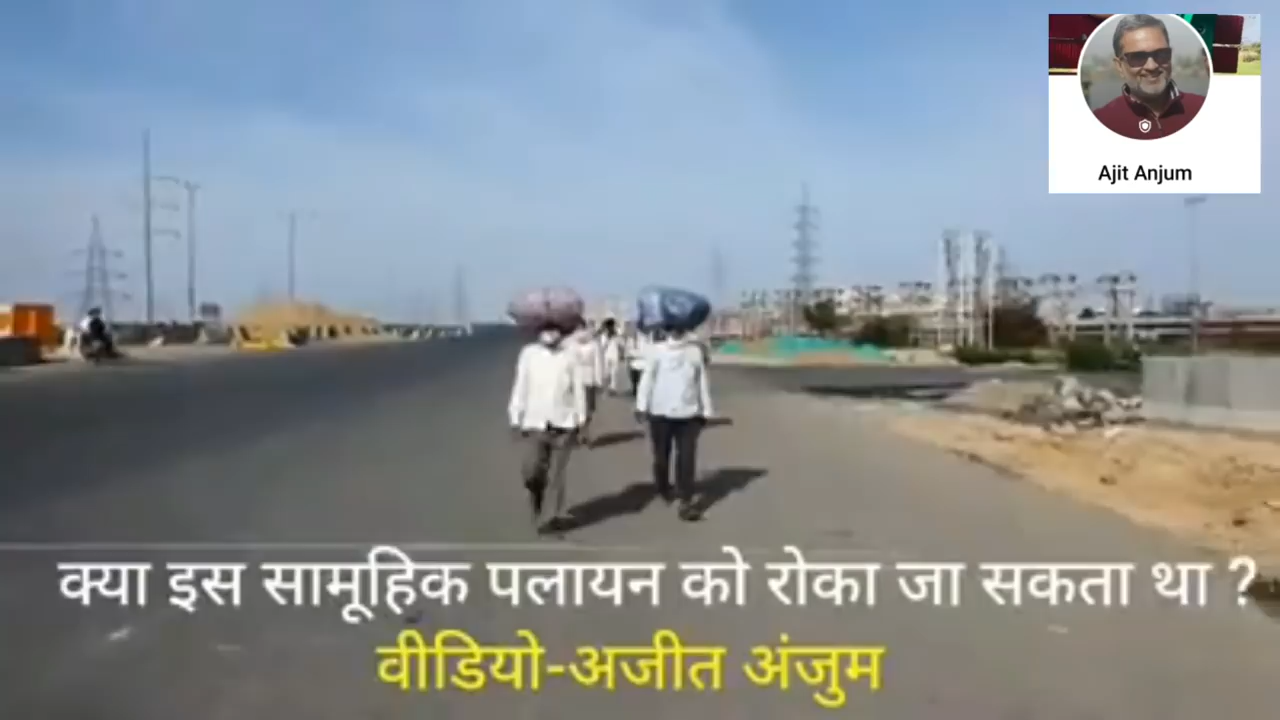 Ajit Anjum
क्या इस सामूहिक पलायन को रोका जा सकता था ?
वीडियो-अजीत अंजुम